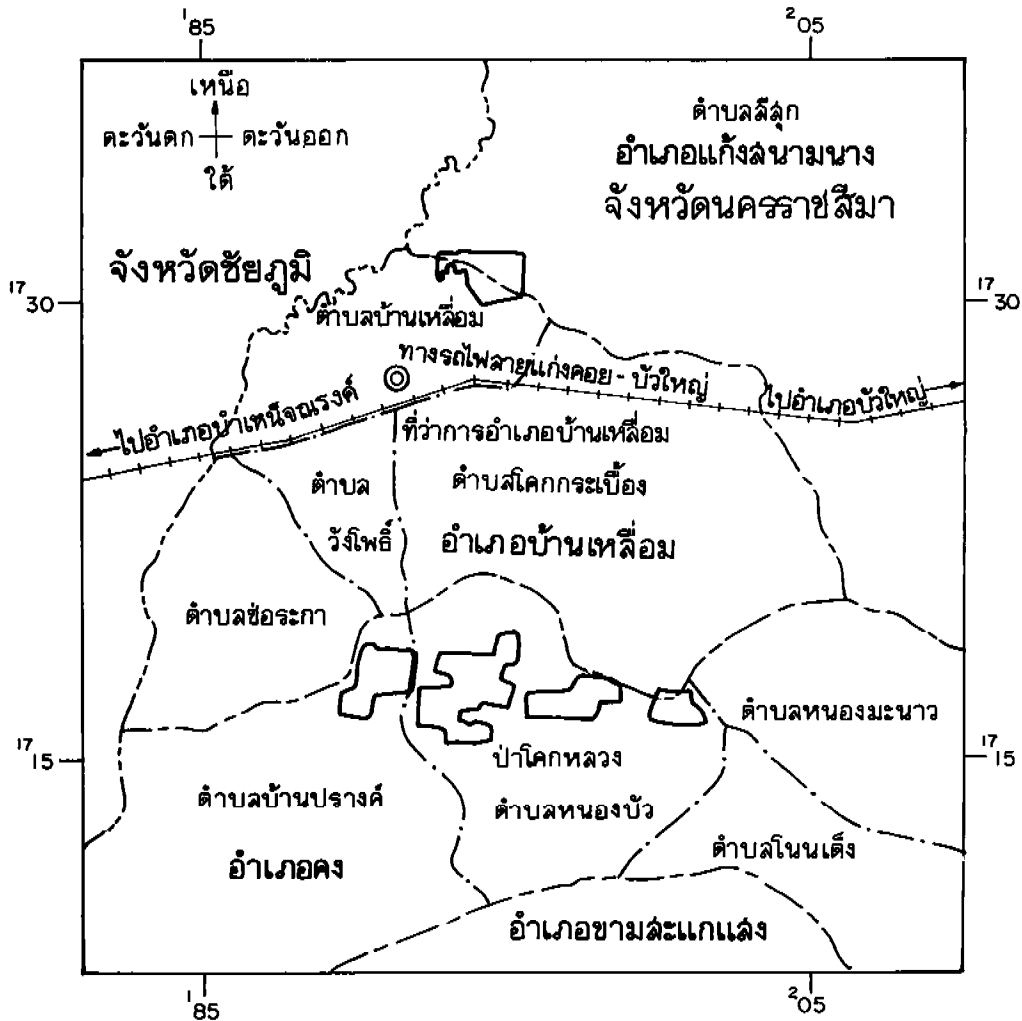 185
205
เหนือ
ตะวันตก ตะวันออก
ใต้
ตำบลสีสุก
อำเภอแก้งสนามนาง
จังหวัดนครราชสีมา
จังหวัดชัยภูมิ
1730
1730
ตำบลบ้านเหลื่อม
ทางรถไฟสายแก่งคอย - บัวใหญ่
ไปอำเภอบัวใหญ่
ไปอำเภอบำเหน็จณรงค์
ที่ว่าการอำเภอบ้านเหลื่อม
ตำบล
วังโพธิ์
ตำบลโคกกระเบื้อง
อำเภอบ้านเหลื่อม
ตำบลช่อระกา
ตำบลหนองมะนาว
1715
1715
ป่าโคกหลวง
ตำบลบ้านปรางค์
ตำบลหนองบัว
ตำบลโนนเต็ง
อำเภอคง
อำเภอขามสะแกแสง
185
205